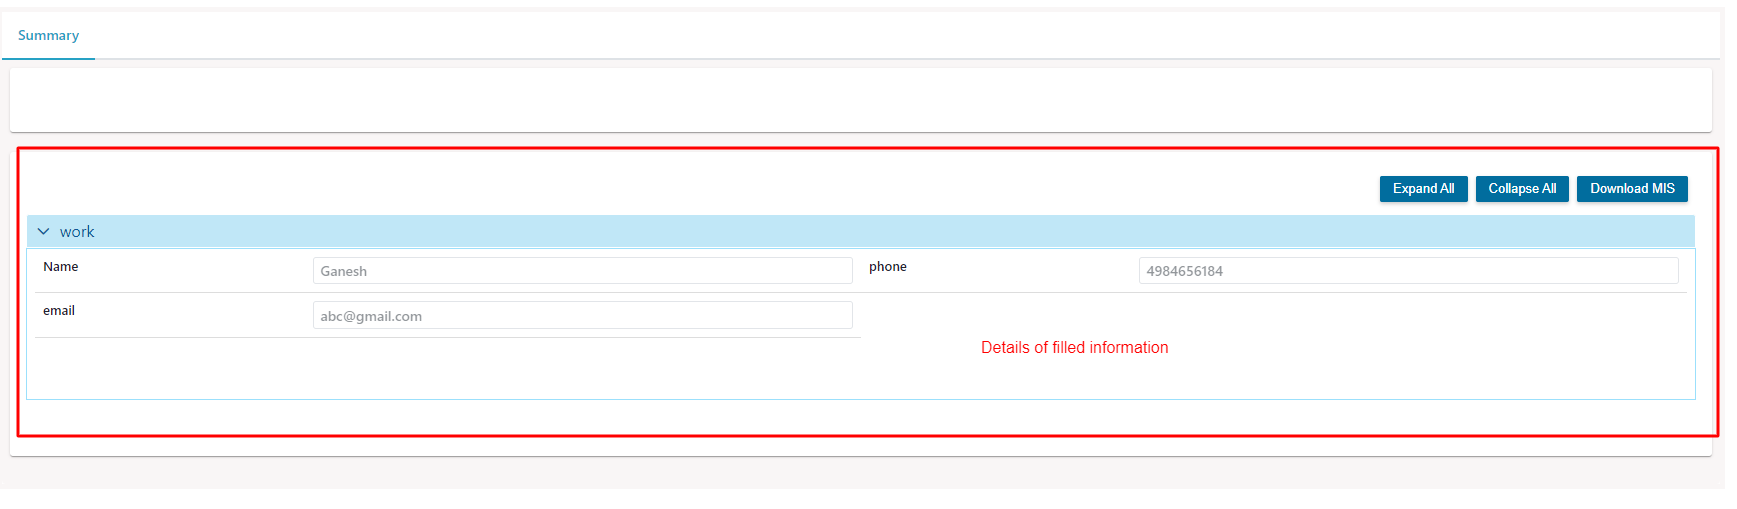 Summary
Expand All Collapse All Download MIS
work
Name Ganesh phone 4984656184
email abc@gmail.com
Details of filled information